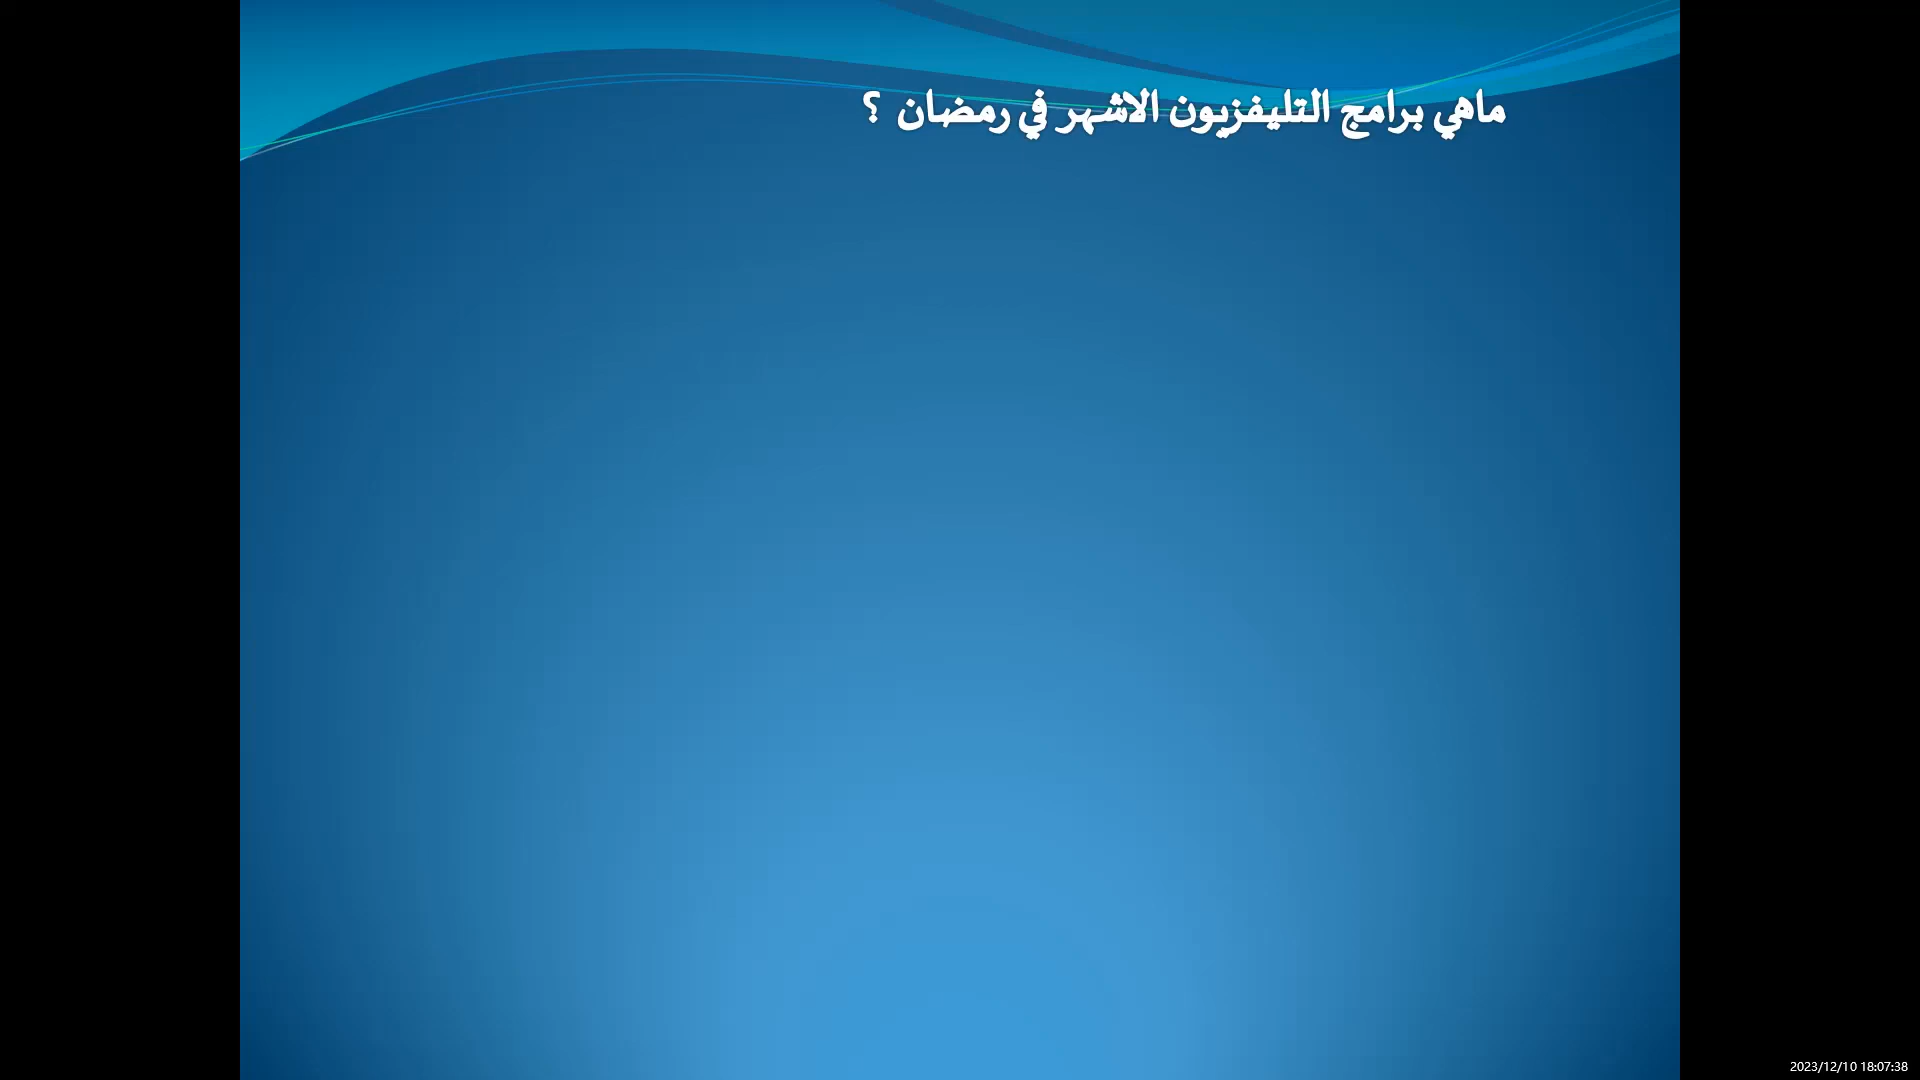 ماهي برامج التليفزيون الاشهر في رمضان ؟
2023/12/10 18:07:38